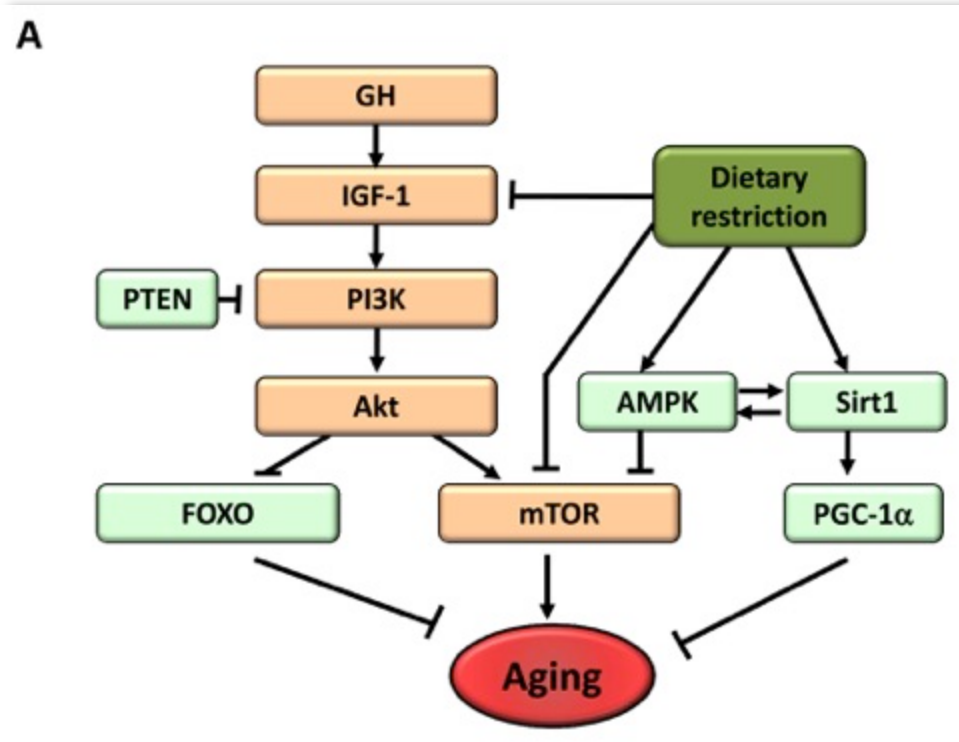 A
GH
IGF-1
Dietary
restriction
PTEN
PI3K
Akt
AMPK
Sirt1
FOXO
mTOR
PGC-1α
Aging